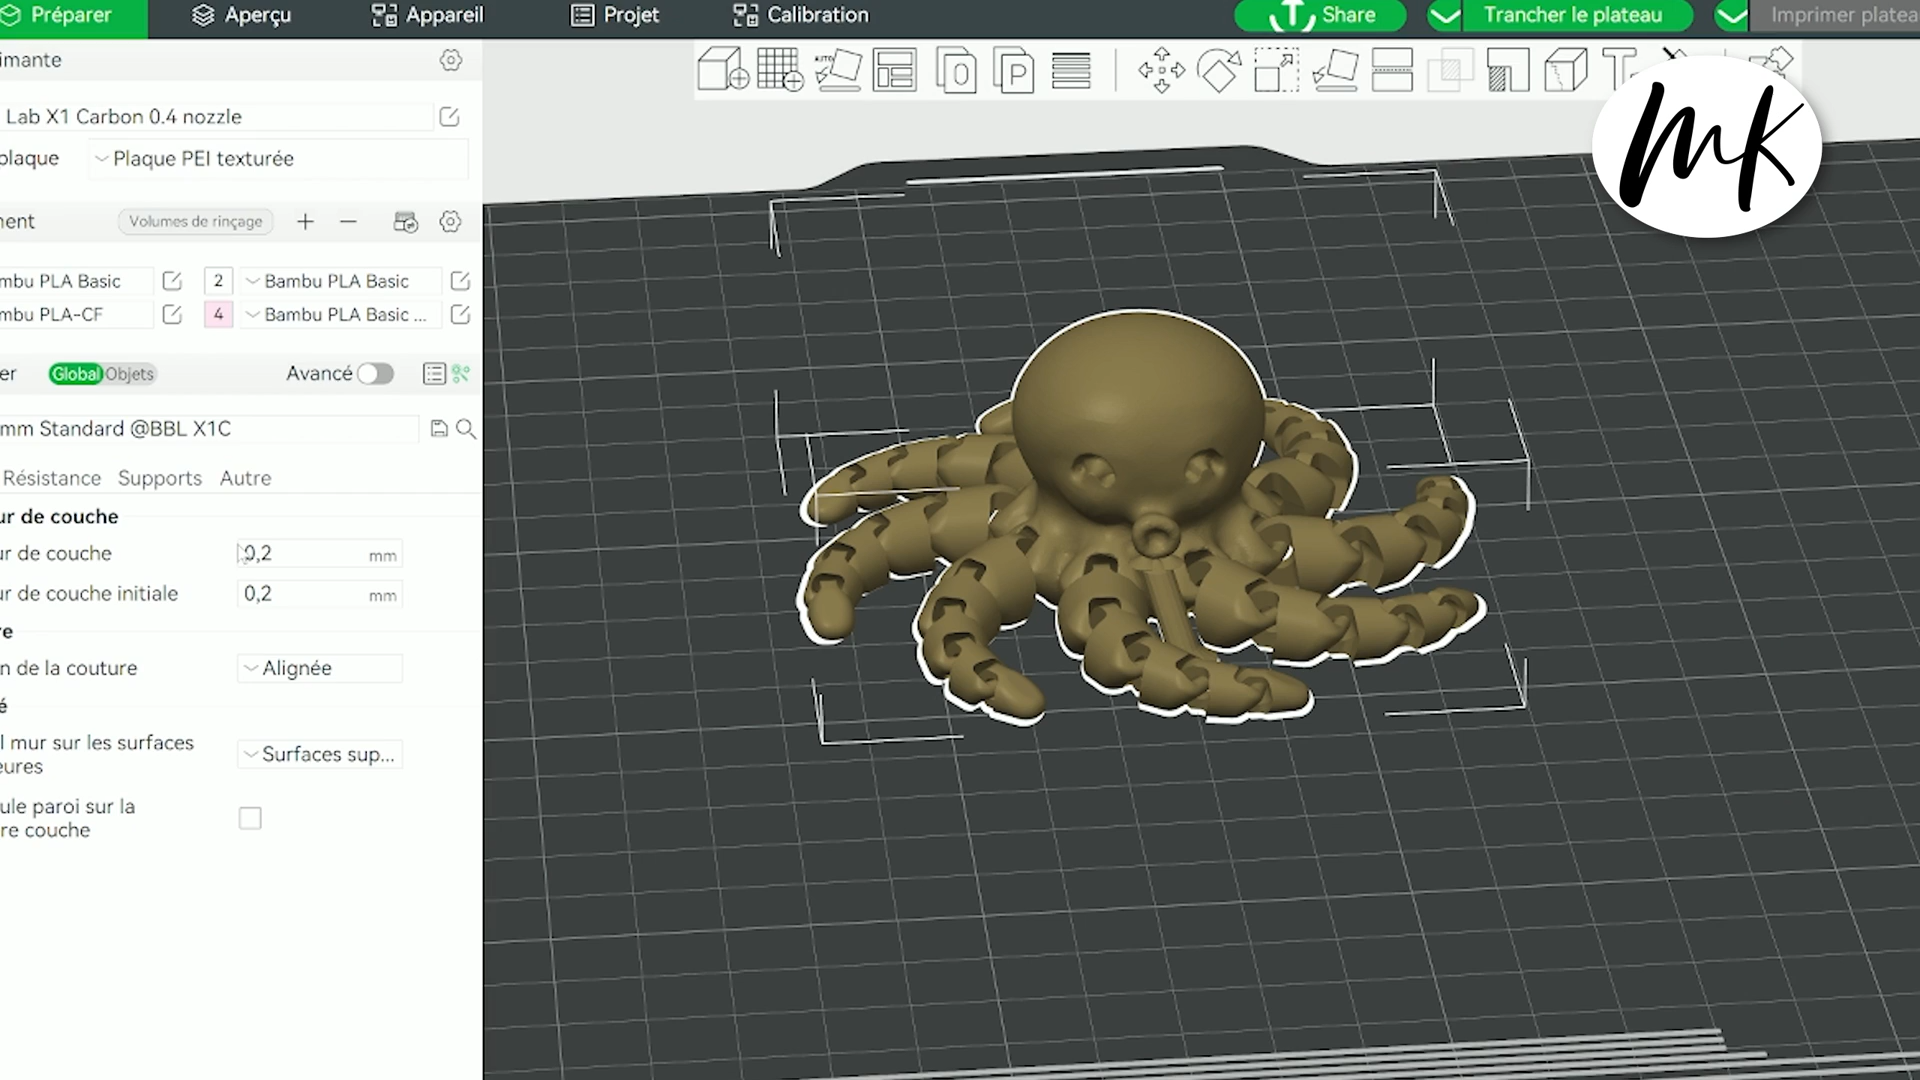 Préparer
Aperçu
Appareil
Projet
Calibration
Share
Trancher le plateau
Imprimer platea
imante
Lab X1 Carbon 0.4 nozzle
plaque
Plaque PEI texturée
ent
Volumes de rinçage
mbu PLA Basic
2
Bambu PLA Basic
mbu PLA-CF
4
Bambu PLA Basic ...
er
Global
Objets
Avancé
mm Standard @BBL X1C
Résistance
Supports
Autre
ur de couche
ur de couche
0,2
mm
ur de couche initiale
0,2
mm
re
n de la couture
Alignée
é
l mur sur les surfaces
eures
Surfaces sup...
ule paroi sur la
re couche
MK